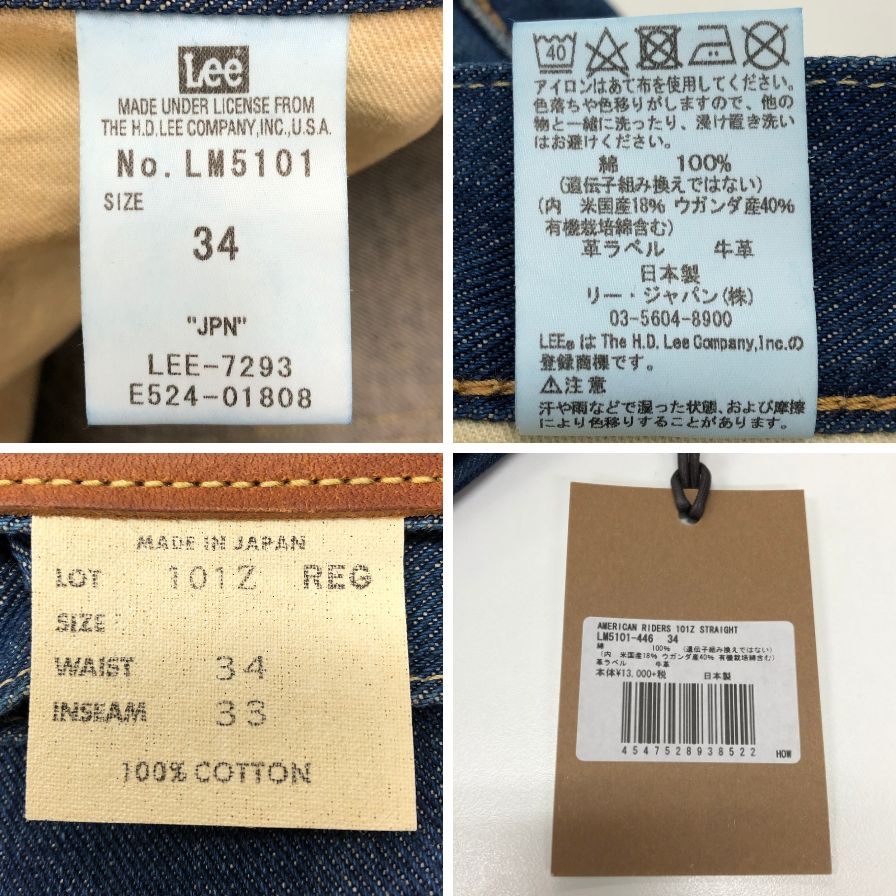 Lee
MADE UNDER LICENSE FROM
THE H.D.LEE COMPANY,INC.,U.S.A.
No. LM5101
SIZE
34
"JPN"
LEE-7293
E524-01808
40
アイロンはあて布を使用してください。
色落ちや色移りがしますので、他の
物と一緒に洗ったり、浸け置き洗い
はお避けください。
綿 100%
(遺伝子組み換えではない)
(内 米国産18% ウガンダ産40%
有機栽培綿含む)
革ラベル 牛革
日本製
リー・ジャパン(株)
03-5604-8900
LEE®は The H.D. Lee Company,Inc.の
登録商標です。
⚠注意
汗や雨などで湿った状態、および摩擦
により色移りすることがあります。
MADE IN JAPAN
LOT 101Z REG
SIZE
WAIST 34
INSEAM 33
100% COTTON
AMERICAN RIDERS 101Z STRAIGHT
LM5101-446 34
綿 100% (遺伝子組み換えではない)
(内 米国産18% ウガンダ産40% 有機栽培綿含む)
革ラベル 牛革
本体¥13,000+税 日本製
4547528938522
HOW